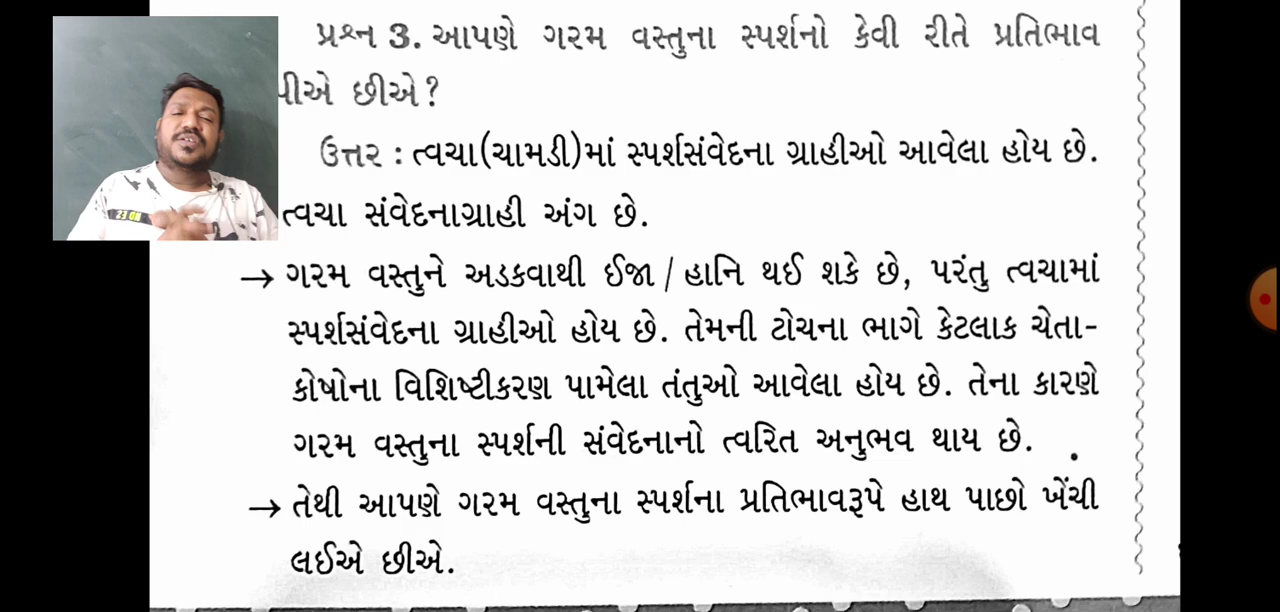 પ્રશ્ન 3. આપણે ગરમ વસ્તુના સ્પર્શનો કેવી રીતે પ્રતિભાવ
પીએ છીએ?
ઉત્તર : ત્વચા(ચામડી)માં સ્પર્શસંવેદના ગ્રાહીઓ આવેલા હોય છે.
ત્વચા સંવેદનાગ્રાહી અંગ છે.
→ ગરમ વસ્તુને અડકવાથી ઈજા / હાનિ થઈ શકે છે, પરંતુ ત્વચામાં
સ્પર્શસંવેદના ગ્રાહીઓ હોય છે. તેમની ટોચના ભાગે કેટલાક ચેતા-
કોષોના વિશિષ્ટીકરણ પામેલા તંતુઓ આવેલા હોય છે. તેના કારણે
ગરમ વસ્તુના સ્પર્શની સંવેદનાનો ત્વરિત અનુભવ થાય છે.
→ તેથી આપણે ગરમ વસ્તુના સ્પર્શના પ્રતિભાવરૂપે હાથ પાછો ખેંચી
લઈએ છીએ.